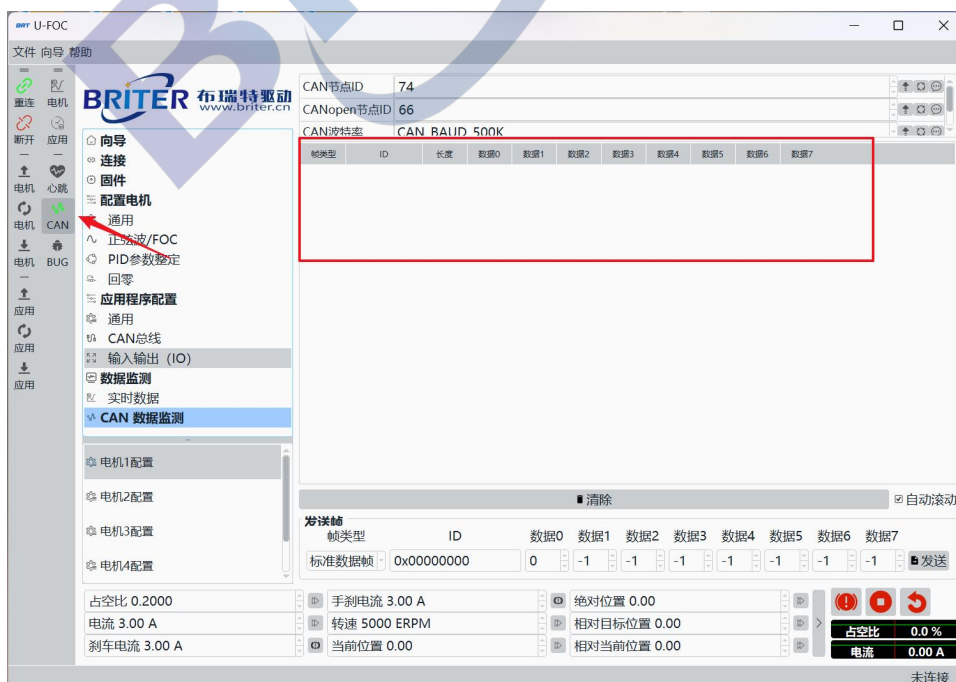 BRT U-FOC
文件 向导 帮助
重连 电机
断开 应用
电机 心跳
电机 CAN
电机 BUG
应用
应用
应用
BRITER 布瑞特驱动
www.briter.cn
向导
连接
固件
配置电机
通用
正弦波/FOC
PID参数整定
回零
应用程序配置
通用
CAN总线
输入输出 (IO)
数据监测
实时数据
CAN 数据监测
电机1配置
电机2配置
电机3配置
电机4配置
CAN节点ID 74
CANopen节点ID 66
CAN波特率 CAN_BAUD_500K
帧类型 ID 长度 数据0 数据1 数据2 数据3 数据4 数据5 数据6 数据7
清除 自动滚动
发送帧
帧类型 ID 数据0 数据1 数据2 数据3 数据4 数据5 数据6 数据7
标准数据帧 0x00000000 0 -1 -1 -1 -1 -1 -1 -1 发送
占空比 0.2000 手刹电流 3.00 A 绝对位置 0.00
电流 3.00 A 转速 5000 ERPM 相对目标位置 0.00
刹车电流 3.00 A 当前位置 0.00 相对当前位置 0.00
占空比 0.0 %
电流 0.00 A
未连接